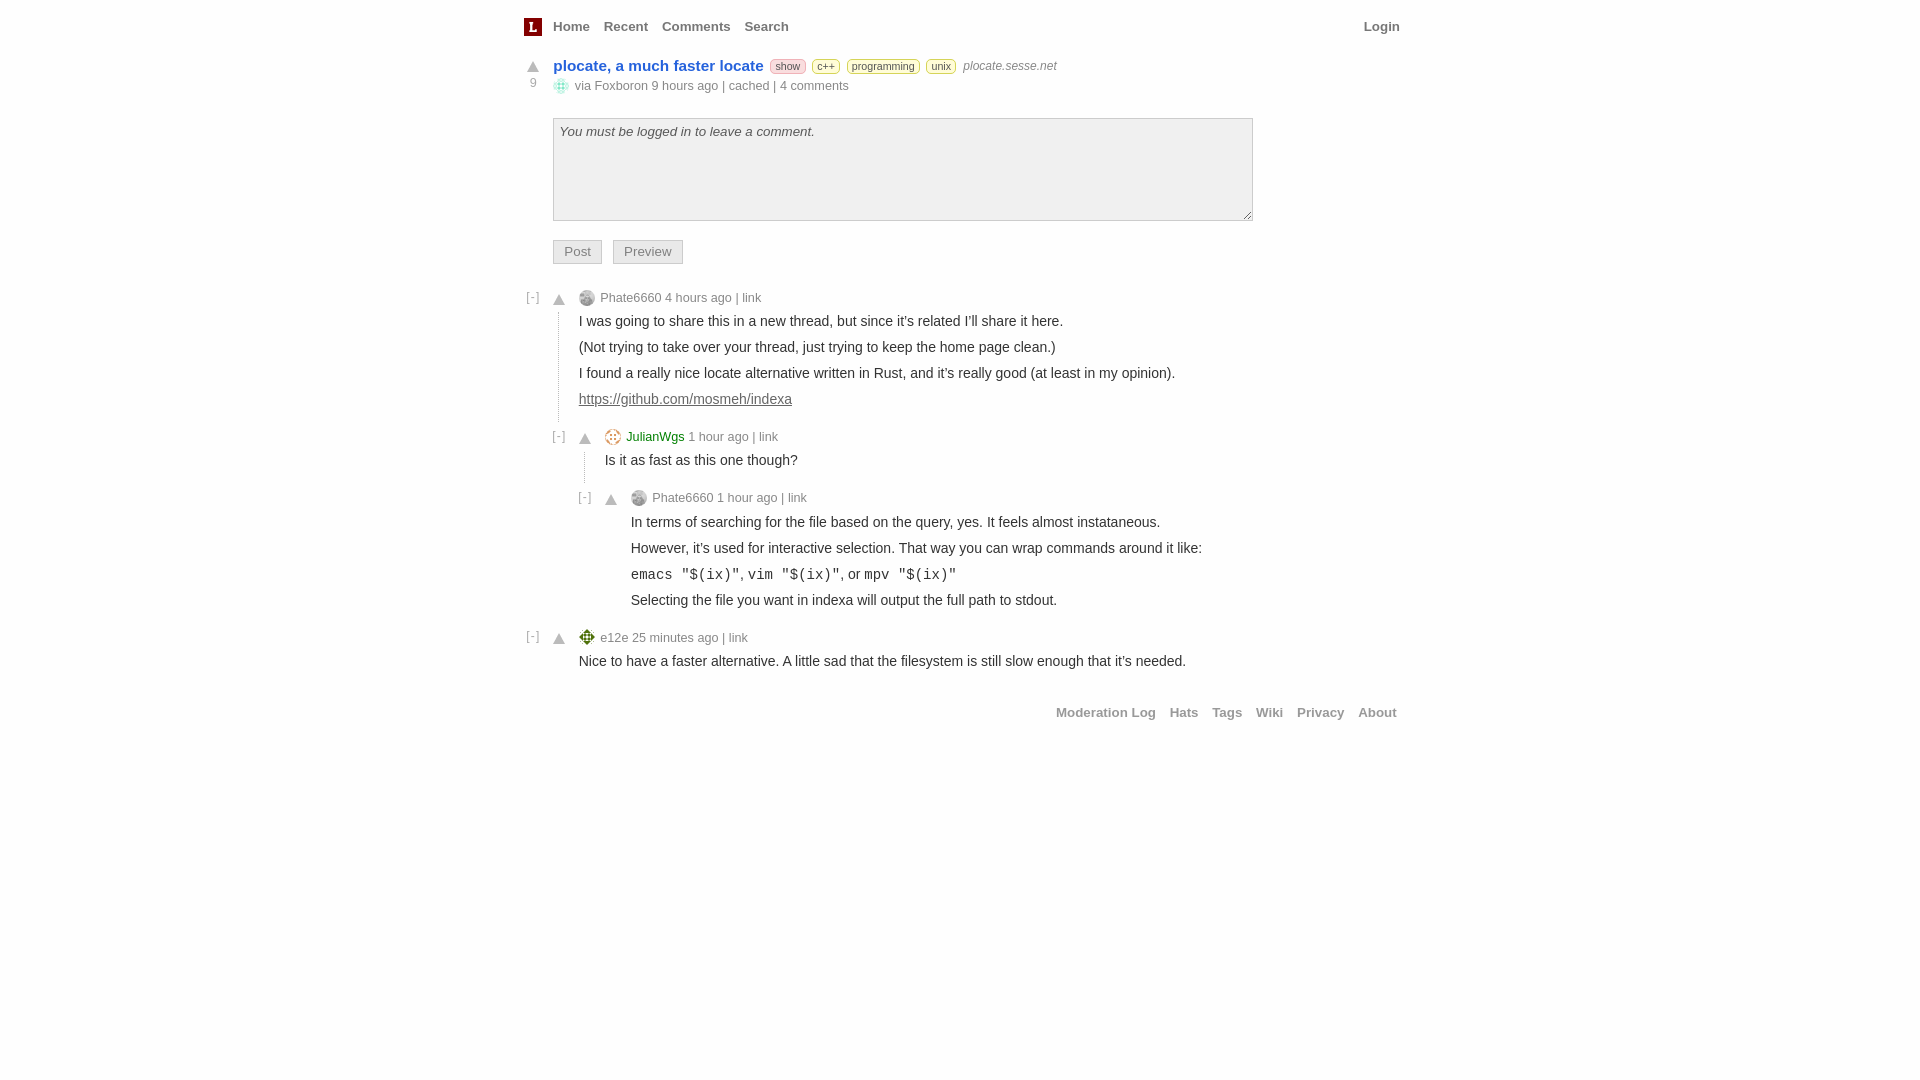 L Home Recent Comments Search Login
plocate, a much faster locate show c++ programming unix plocate.sesse.net
9
via Foxboron 9 hours ago | cached | 4 comments
You must be logged in to leave a comment.
Post Preview
[-] Phate6660 4 hours ago | link
I was going to share this in a new thread, but since it’s related I’ll share it here.
(Not trying to take over your thread, just trying to keep the home page clean.)
I found a really nice locate alternative written in Rust, and it’s really good (at least in my opinion).
https://github.com/mosmeh/indexa
[-] JulianWgs 1 hour ago | link
Is it as fast as this one though?
[-] Phate6660 1 hour ago | link
In terms of searching for the file based on the query, yes. It feels almost instataneous.
However, it’s used for interactive selection. That way you can wrap commands around it like:
emacs "$(ix)", vim "$(ix)", or mpv "$(ix)"
Selecting the file you want in indexa will output the full path to stdout.
[-] e12e 25 minutes ago | link
Nice to have a faster alternative. A little sad that the filesystem is still slow enough that it’s needed.
Moderation Log Hats Tags Wiki Privacy About